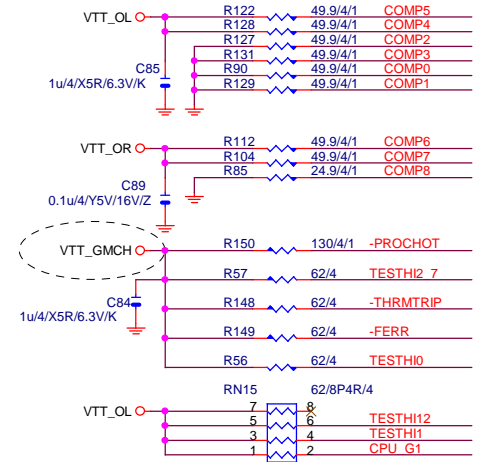 VTT_OL R122 49.9/4/1 COMP5
R128 49.9/4/1 COMP4
R127 49.9/4/1 COMP2
R131 49.9/4/1 COMP3
C85 R90 49.9/4/1 COMP0
1u/4/X5R/6.3V/K R129 49.9/4/1 COMP1
VTT_OR R112 49.9/4/1 COMP6
R104 49.9/4/1 COMP7
R85 24.9/4/1 COMP8
C89
0.1u/4/Y5V/16V/Z
VTT_GMCH R150 130/4/1 -PROCHOT
R57 62/4 TESTHI2_7
C84 R148 62/4 -THRMTRIP
1u/4/X5R/6.3V/K
R149 62/4 -FERR
R56 62/4 TESTHI0
RN15 62/8P4R/4
VTT_OL 7 8
5 6 TESTHI12
3 4 TESTHI1
1 2 CPU_G1